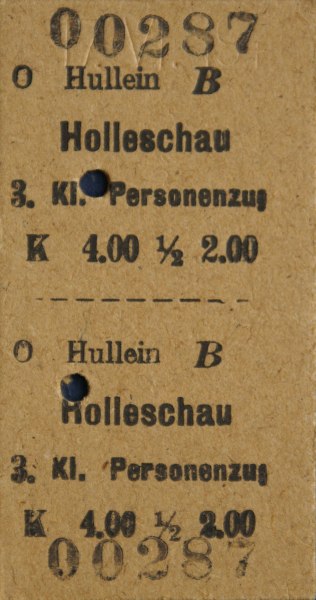 00287
O Hullein B
Holleschau
3. Kl. Personenzug
K 4.00 ½ 2.00
O Hullein B
Holleschau
3. Kl. Personenzug
K 4.00 ½ 2.00
00287